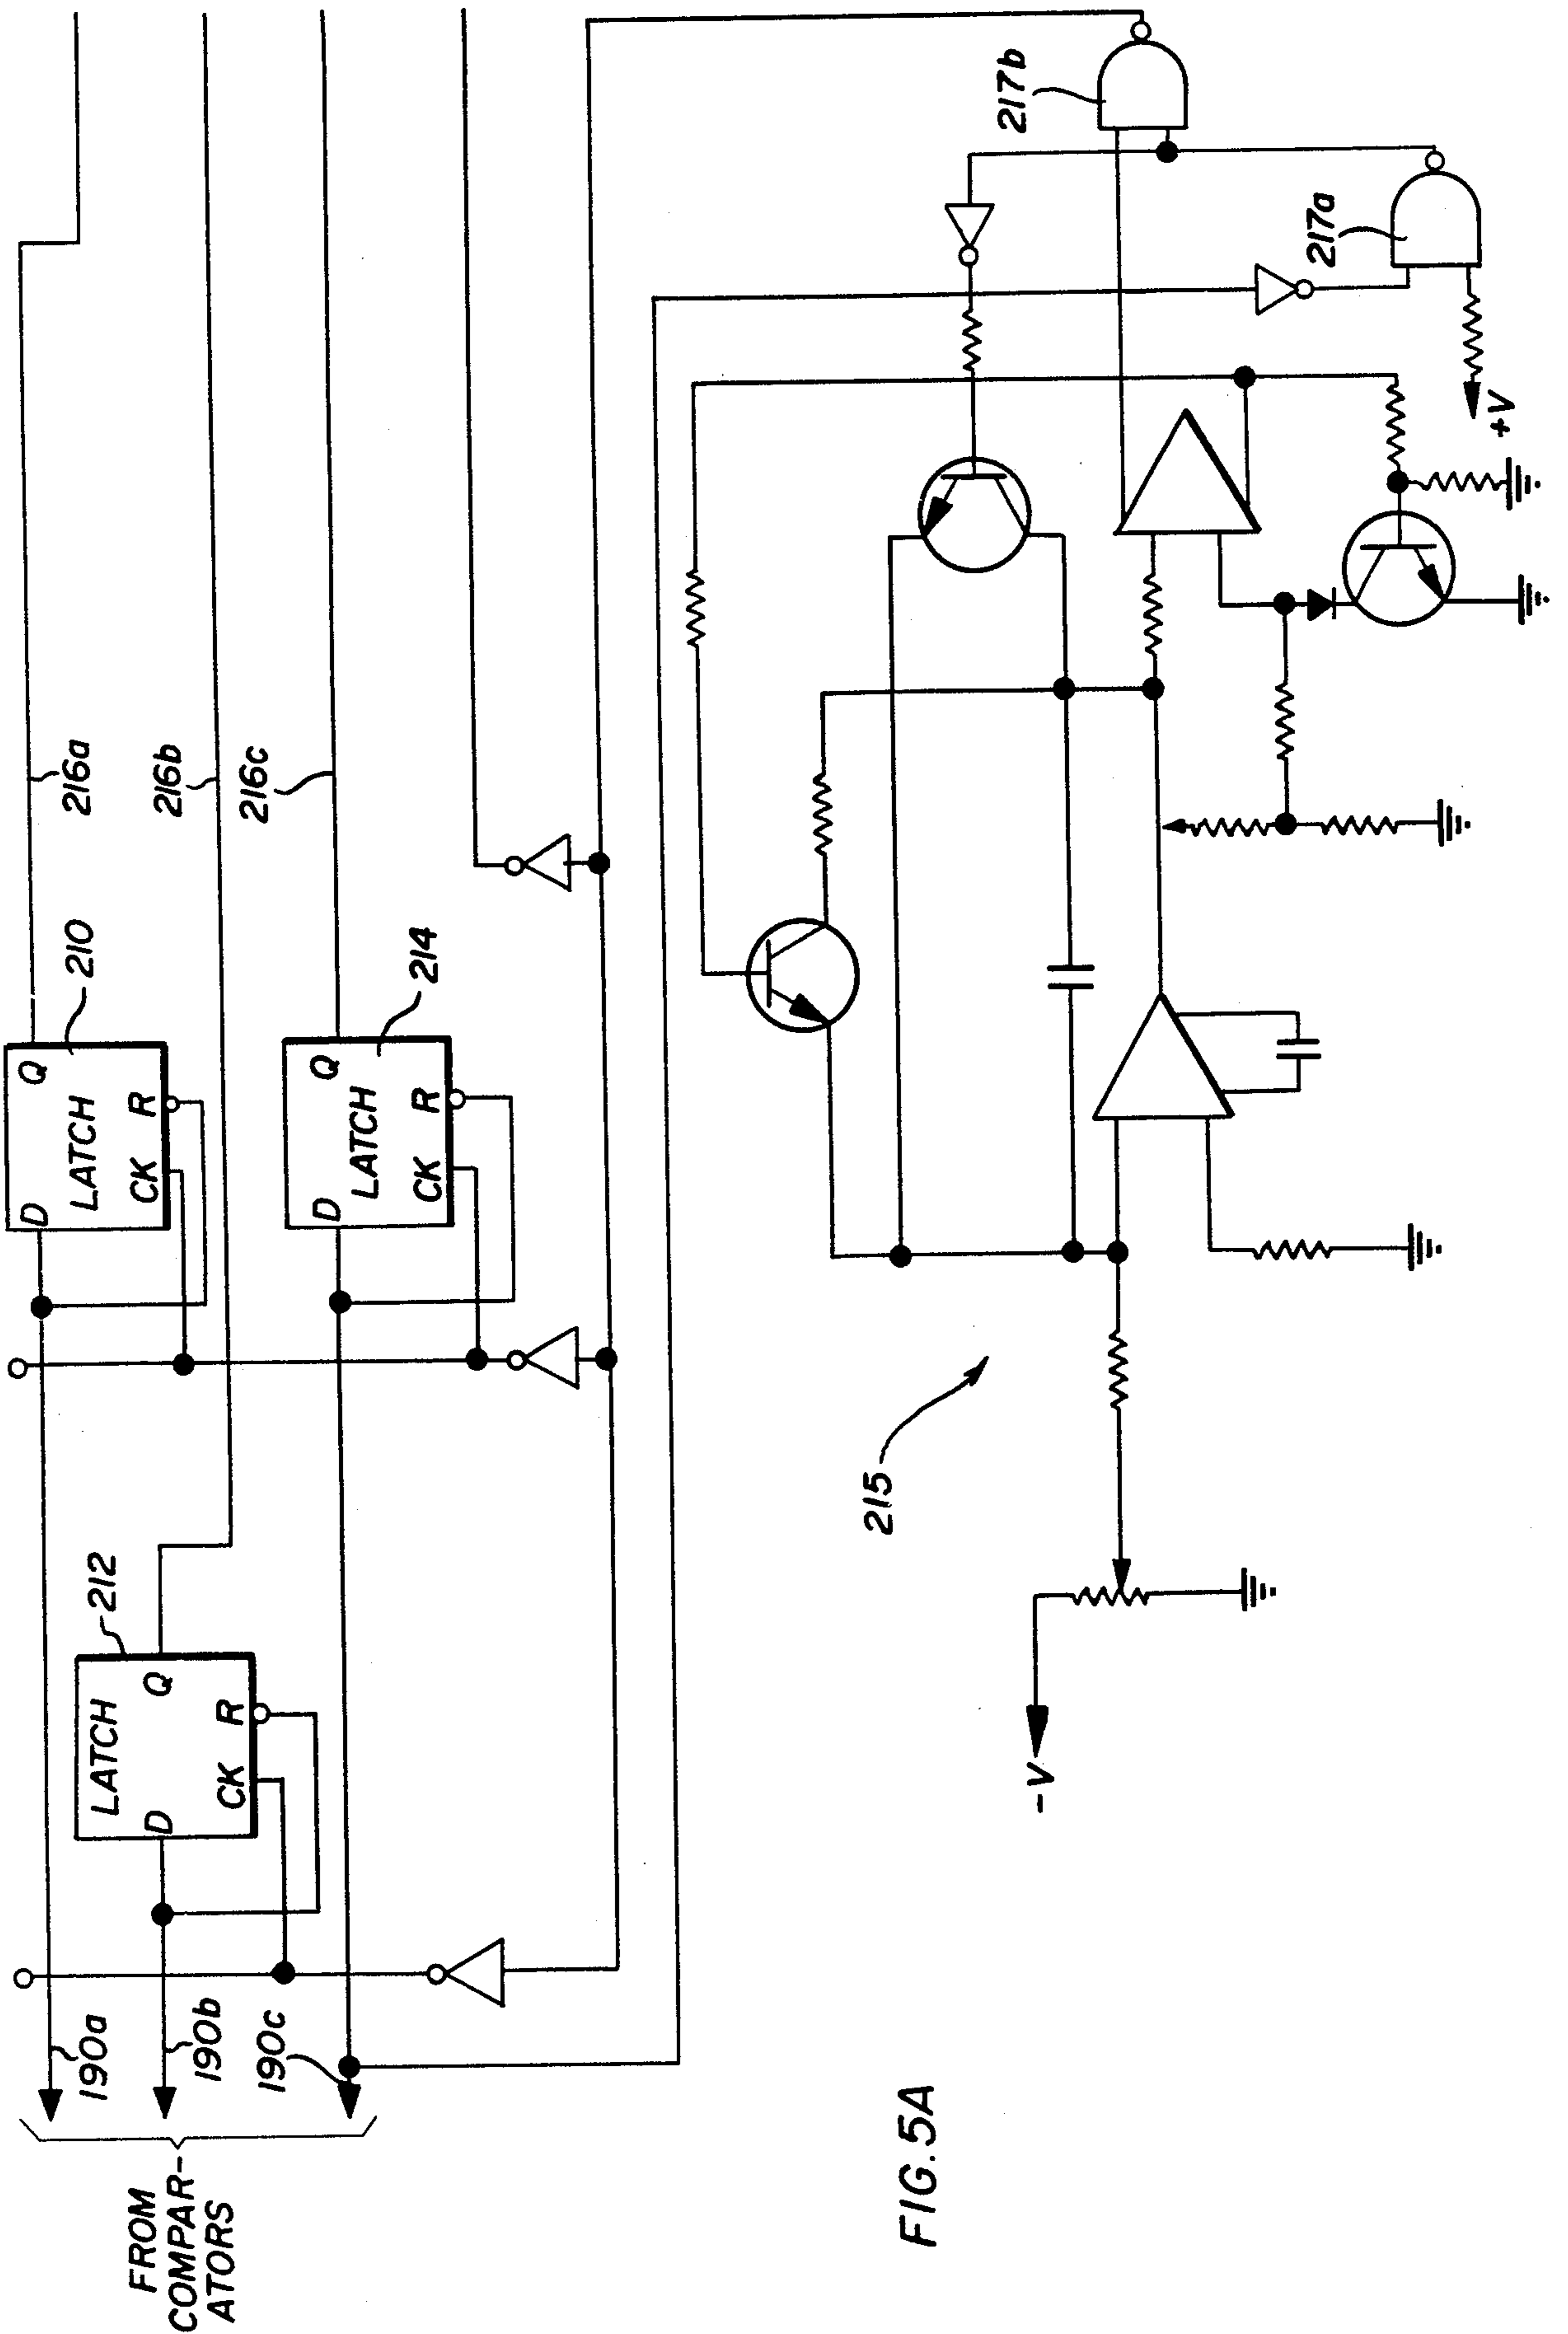 FROM
COMPAR-
ATORS
190a
190b
190c
LATCH
D
Q
CK
R
212
LATCH
D
Q
CK
R
210
LATCH
D
Q
CK
R
214
216a
216b
216c
215
-V
+V
217a
217b
FIG.5A